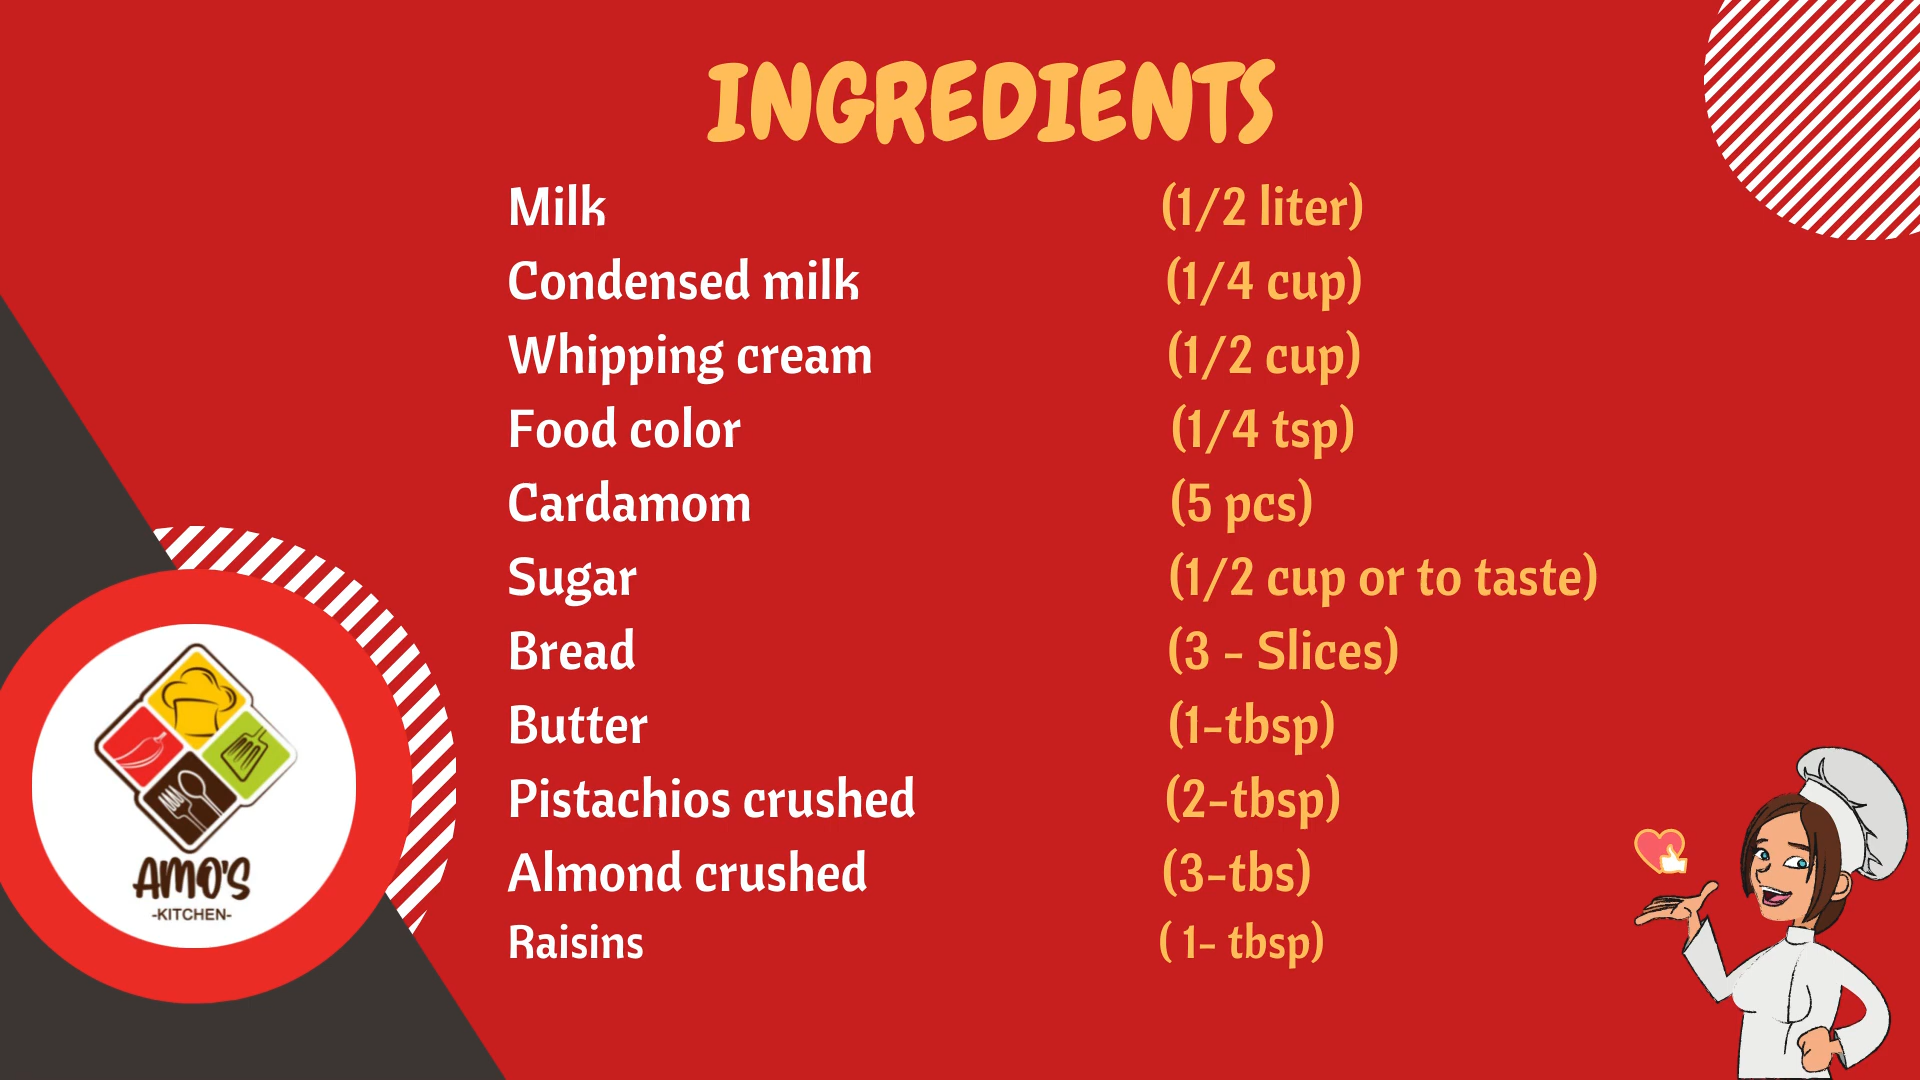 INGREDIENTS
Milk (1/2 liter)
Condensed milk (1/4 cup)
Whipping cream (1/2 cup)
Food color (1/4 tsp)
Cardamom (5 pcs)
Sugar (1/2 cup or to taste)
Bread (3 - Slices)
Butter (1-tbsp)
Pistachios crushed (2-tbsp)
Almond crushed (3-tbs)
Raisins ( 1- tbsp)
AMO'S
-KITCHEN-